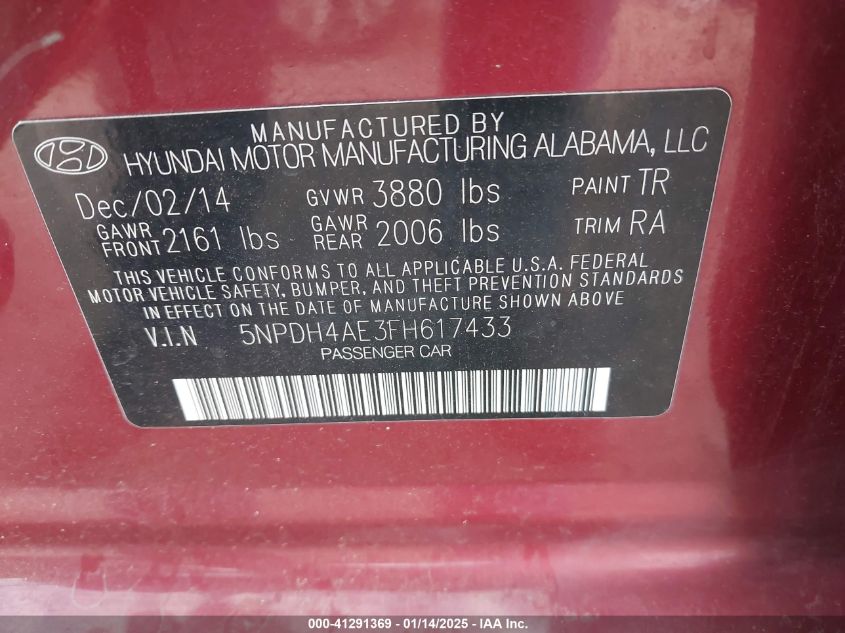 MANUFACTURED BY
HYUNDAI MOTOR MANUFACTURING ALABAMA, LLC
Dec/02/14 GVWR 3880 lbs PAINT TR
GAWR FRONT 2161 lbs GAWR REAR 2006 lbs TRIM RA
THIS VEHICLE CONFORMS TO ALL APPLICABLE U.S.A. FEDERAL
MOTOR VEHICLE SAFETY, BUMPER, AND THEFT PREVENTION STANDARDS
IN EFFECT ON THE DATE OF MANUFACTURE SHOWN ABOVE
V.I.N 5NPDH4AE3FH617433
PASSENGER CAR
000-41291369 - 01/14/2025 - IAA Inc.